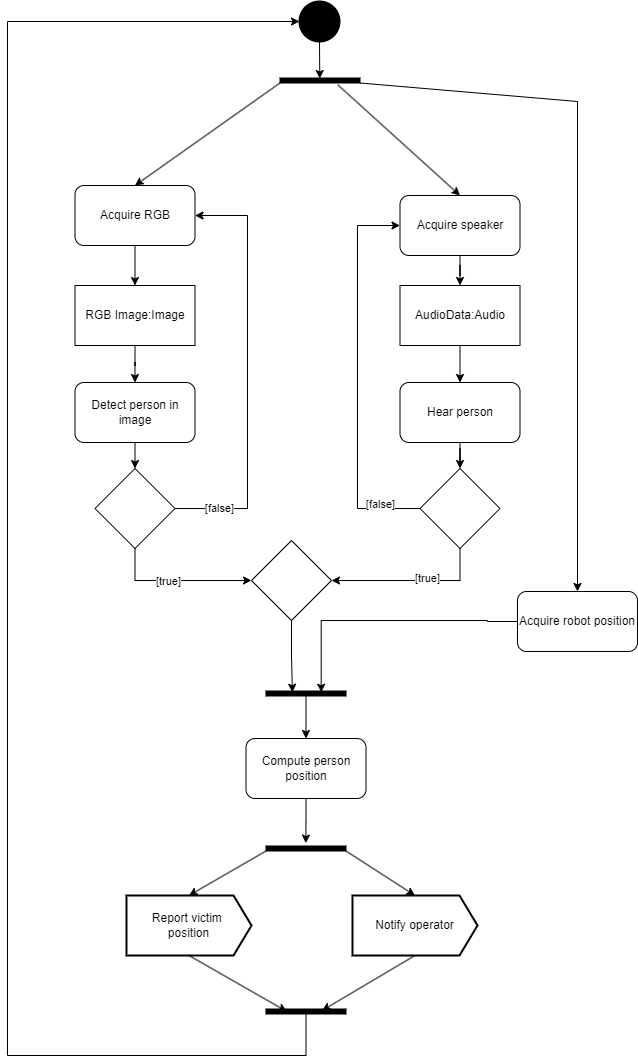 Acquire RGB
Acquire speaker
RGB Image:Image
AudioData:Audio
Detect person in
image
Hear person
[false]
[false]
[true]
[true]
Acquire robot position
Compute person
position
Report victim
position
Notify operator